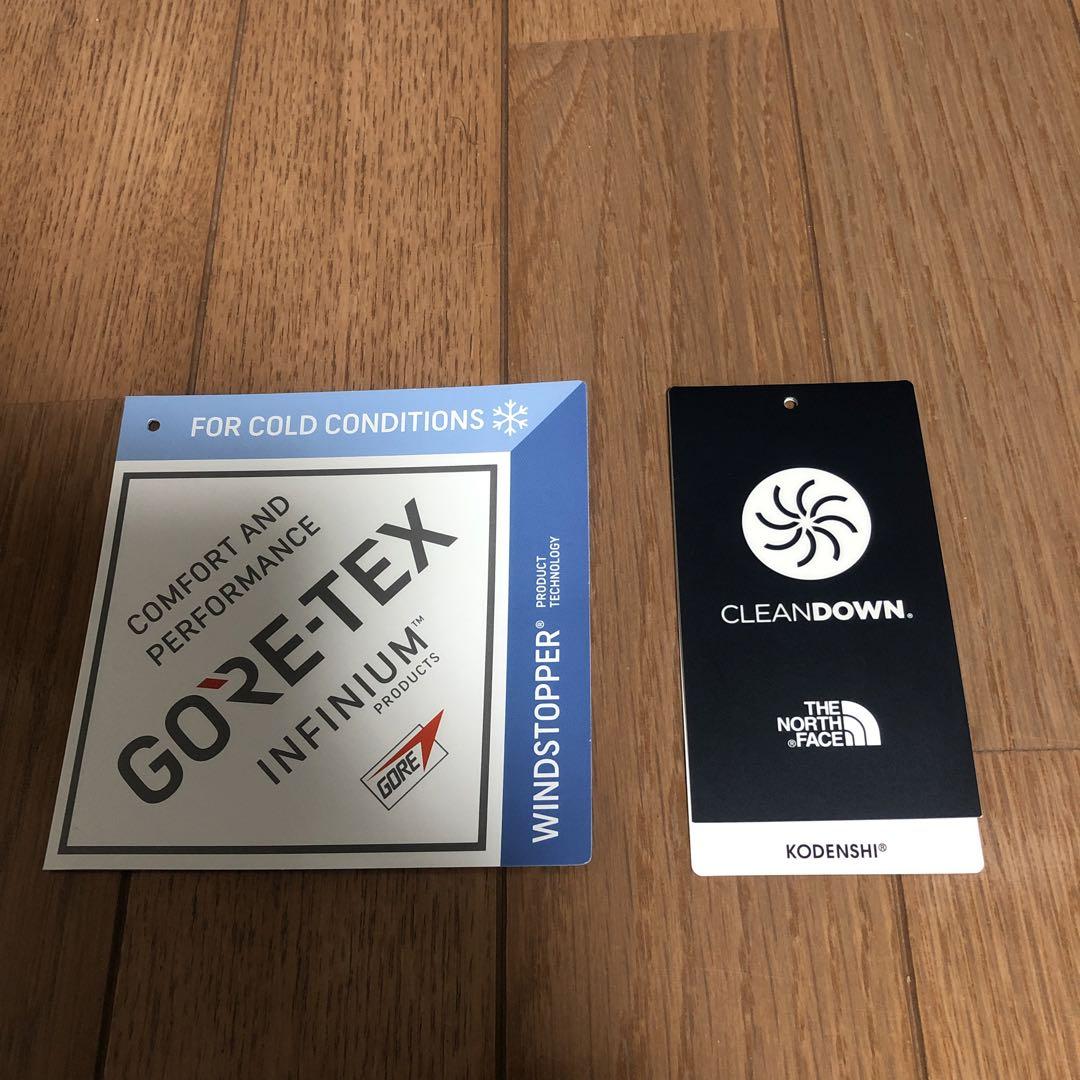 FOR COLD CONDITIONS
COMFORT AND
PERFORMANCE
GORE-TEX
INFINIUM™
PRODUCTS
GORE
WINDSTOPPER®
PRODUCT
TECHNOLOGY
CLEANDOWN®
THE
NORTH
®FACE
KODENSHI®